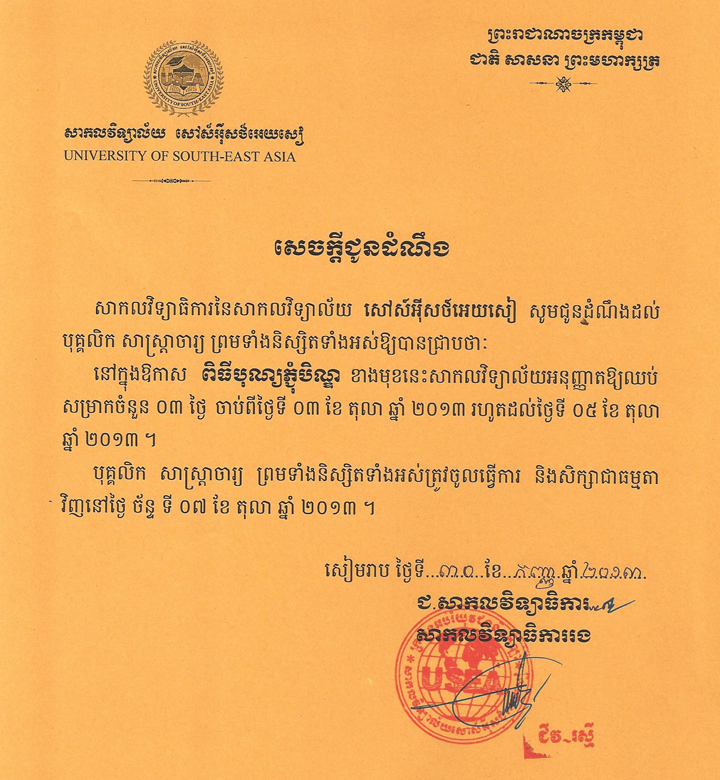 ព្រះរាជាណាចក្រកម្ពុជា
ជាតិ សាសនា ព្រះមហាក្សត្រ
USEA
UNIVERSITY OF SOUTH-EAST ASIA
សាកលវិទ្យាល័យ សៅស៍អ៊ីសថ៍អេយសៀ
UNIVERSITY OF SOUTH-EAST ASIA
សេចក្តីជូនដំណឹង
សាកលវិទ្យាធិការនៃសាកលវិទ្យាល័យ សៅស៍អ៊ីសថ៍អេយសៀ សូមជូនដំណឹងដល់
បុគ្គលិក សាស្ត្រាចារ្យ ព្រមទាំងនិស្សិតទាំងអស់ឱ្យបានជ្រាបថាៈ
នៅក្នុងឱកាស ពិធីបុណ្យភ្ជុំបិណ្ឌ ខាងមុខនេះសាកលវិទ្យាល័យអនុញ្ញាតឱ្យឈប់
សម្រាកចំនួន ០៣ ថ្ងៃ ចាប់ពីថ្ងៃទី ០៣ ខែ តុលា ឆ្នាំ ២០១៣ រហូតដល់ថ្ងៃទី ០៥ ខែ តុលា
ឆ្នាំ ២០១៣ ។
បុគ្គលិក សាស្ត្រាចារ្យ ព្រមទាំងនិស្សិតទាំងអស់ត្រូវចូលធ្វើការ និងសិក្សាជាធម្មតា
វិញនៅថ្ងៃ ច័ន្ទ ទី ០៧ ខែ តុលា ឆ្នាំ ២០១៣ ។
សៀមរាប ថ្ងៃទី...៣០...ខែ...កញ្ញា...ឆ្នាំ.២០១៣.
ជ.សាកលវិទ្យាធិការ
សាកលវិទ្យាធិការរង
USEA
ជីវ រស្មី